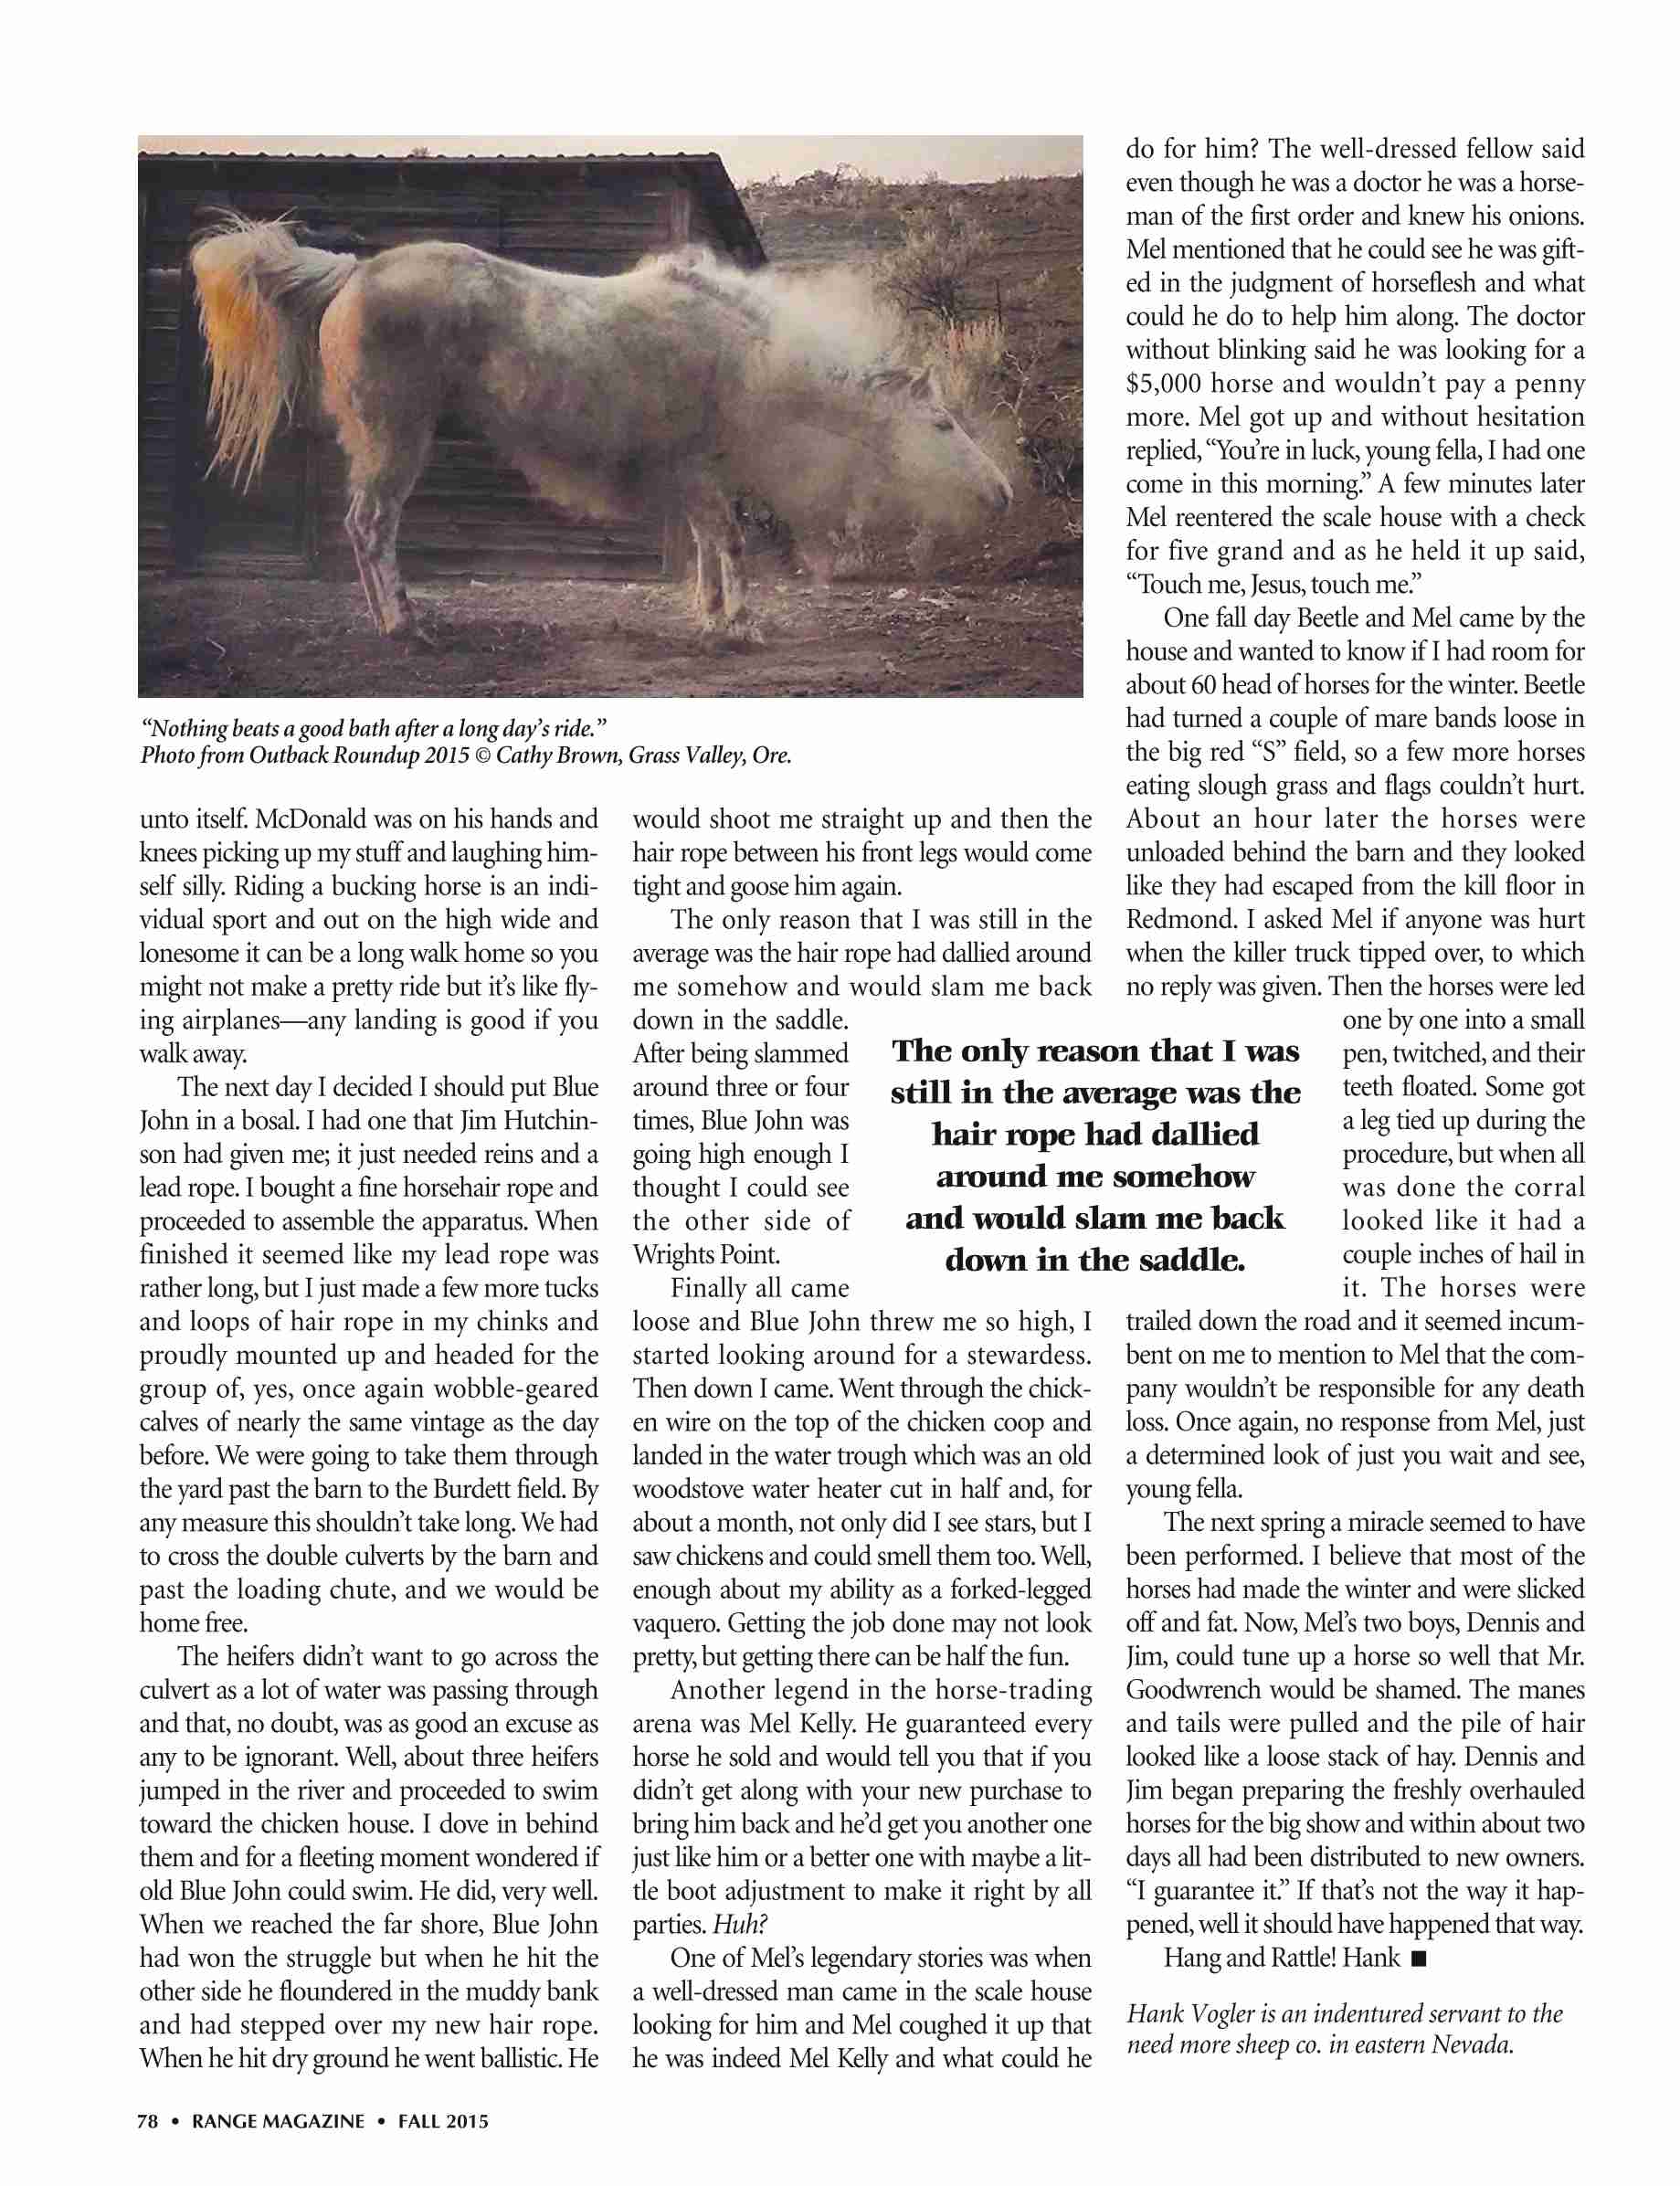 "Nothing beats a good bath after a long day's ride."
Photo from Outback Roundup 2015 © Cathy Brown, Grass Valley, Ore.
unto itself. McDonald was on his hands and
knees picking up my stuff and laughing him-
self silly. Riding a bucking horse is an indi-
vidual sport and out on the high wide and
lonesome it can be a long walk home so you
might not make a pretty ride but it's like fly-
ing airplanes—any landing is good if you
walk away.
The next day I decided I should put Blue
John in a bosal. I had one that Jim Hutchin-
son had given me; it just needed reins and a
lead rope. I bought a fine horsehair rope and
proceeded to assemble the apparatus. When
finished it seemed like my lead rope was
rather long, but I just made a few more tucks
and loops of hair rope in my chinks and
proudly mounted up and headed for the
group of, yes, once again wobble-geared
calves of nearly the same vintage as the day
before. We were going to take them through
the yard past the barn to the Burdett field. By
any measure this shouldn't take long. We had
to cross the double culverts by the barn and
past the loading chute, and we would be
home free.
The heifers didn't want to go across the
culvert as a lot of water was passing through
and that, no doubt, was as good an excuse as
any to be ignorant. Well, about three heifers
jumped in the river and proceeded to swim
toward the chicken house. I dove in behind
them and for a fleeting moment wondered if
old Blue John could swim. He did, very well.
When we reached the far shore, Blue John
had won the struggle but when he hit the
other side he floundered in the muddy bank
and had stepped over my new hair rope.
When he hit dry ground he went ballistic. He
would shoot me straight up and then the
hair rope between his front legs would come
tight and goose him again.
The only reason that I was still in the
average was the hair rope had dallied around
me somehow and would slam me back
down in the saddle.
After being slammed
around three or four
times, Blue John was
going high enough I
thought I could see
the other side of
Wrights Point.
Finally all came
loose and Blue John threw me so high, I
started looking around for a stewardess.
Then down I came. Went through the chick-
en wire on the top of the chicken coop and
landed in the water trough which was an old
woodstove water heater cut in half and, for
about a month, not only did I see stars, but I
saw chickens and could smell them too. Well,
enough about my ability as a forked-legged
vaquero. Getting the job done may not look
pretty, but getting there can be half the fun.
Another legend in the horse-trading
arena was Mel Kelly. He guaranteed every
horse he sold and would tell you that if you
didn't get along with your new purchase to
bring him back and he'd get you another one
just like him or a better one with maybe a lit-
tle boot adjustment to make it right by all
parties. Huh?
One of Mel's legendary stories was when
a well-dressed man came in the scale house
looking for him and Mel coughed it up that
he was indeed Mel Kelly and what could he
The only reason that I was
still in the average was the
hair rope had dallied
around me somehow
and would slam me back
down in the saddle.
do for him? The well-dressed fellow said
even though he was a doctor he was a horse-
man of the first order and knew his onions.
Mel mentioned that he could see he was gift-
ed in the judgment of horseflesh and what
could he do to help him along. The doctor
without blinking said he was looking for a
$5,000 horse and wouldn't pay a penny
more. Mel got up and without hesitation
replied, "You're in luck, young fella, I had one
come in this morning." A few minutes later
Mel reentered the scale house with a check
for five grand and as he held it up said,
"Touch me, Jesus, touch me."
One fall day Beetle and Mel came by the
house and wanted to know if I had room for
about 60 head of horses for the winter. Beetle
had turned a couple of mare bands loose in
the big red "S" field, so a few more horses
eating slough grass and flags couldn't hurt.
About an hour later the horses were
unloaded behind the barn and they looked
like they had escaped from the kill floor in
Redmond. I asked Mel if anyone was hurt
when the killer truck tipped over, to which
no reply was given. Then the horses were led
one by one into a small
pen, twitched, and their
teeth floated. Some got
a leg tied up during the
procedure, but when all
was done the corral
looked like it had a
couple inches of hail in
it. The horses were
trailed down the road and it seemed incum-
bent on me to mention to Mel that the com-
pany wouldn't be responsible for any death
loss. Once again, no response from Mel, just
a determined look of just you wait and see,
young fella.
The next spring a miracle seemed to have
been performed. I believe that most of the
horses had made the winter and were slicked
off and fat. Now, Mel's two boys, Dennis and
Jim, could tune up a horse so well that Mr.
Goodwrench would be shamed. The manes
and tails were pulled and the pile of hair
looked like a loose stack of hay. Dennis and
Jim began preparing the freshly overhauled
horses for the big show and within about two
days all had been distributed to new owners.
"I guarantee it." If that's not the way it hap-
pened, well it should have happened that way.
Hang and Rattle! Hank ■
Hank Vogler is an indentured servant to the
need more sheep co. in eastern Nevada.
78 • RANGE MAGAZINE • FALL 2015